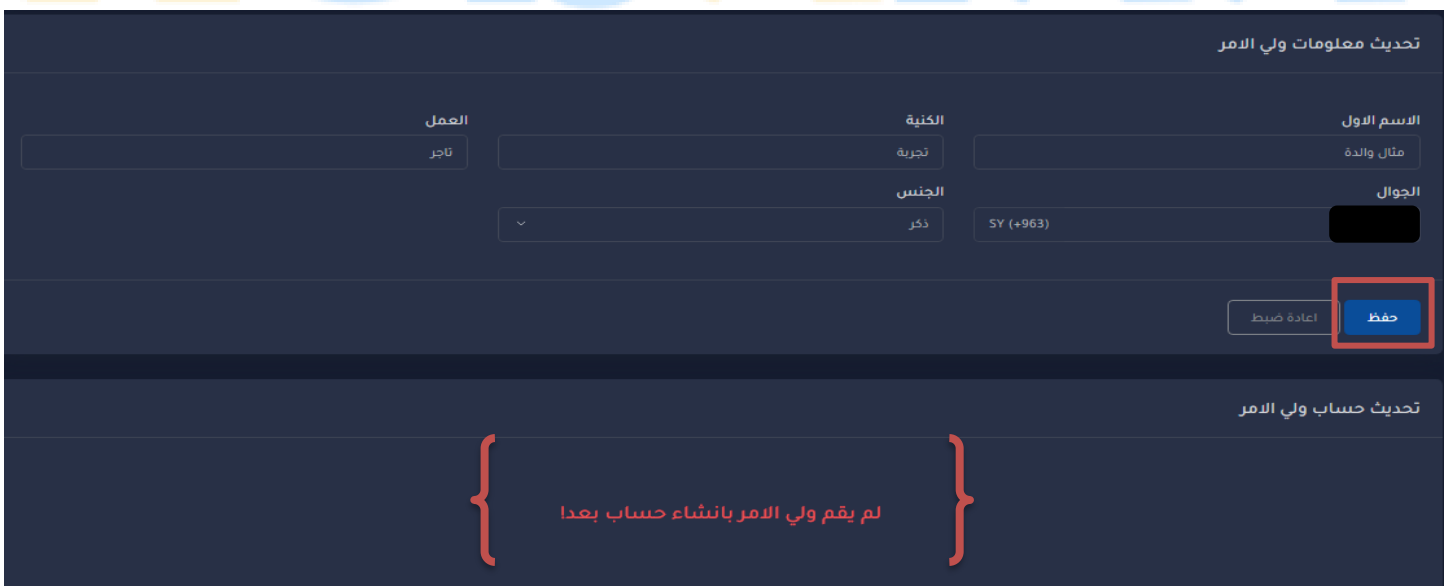 تحديث معلومات ولي الامر
الاسم الاول
الكنية
العمل
مثال والدة
تجربة
تاجر
الجوال
الجنس
SY (+963)
ذكر
حفظ
اعادة ضبط
تحديث حساب ولي الامر
لم يقم ولي الامر بانشاء حساب بعد!